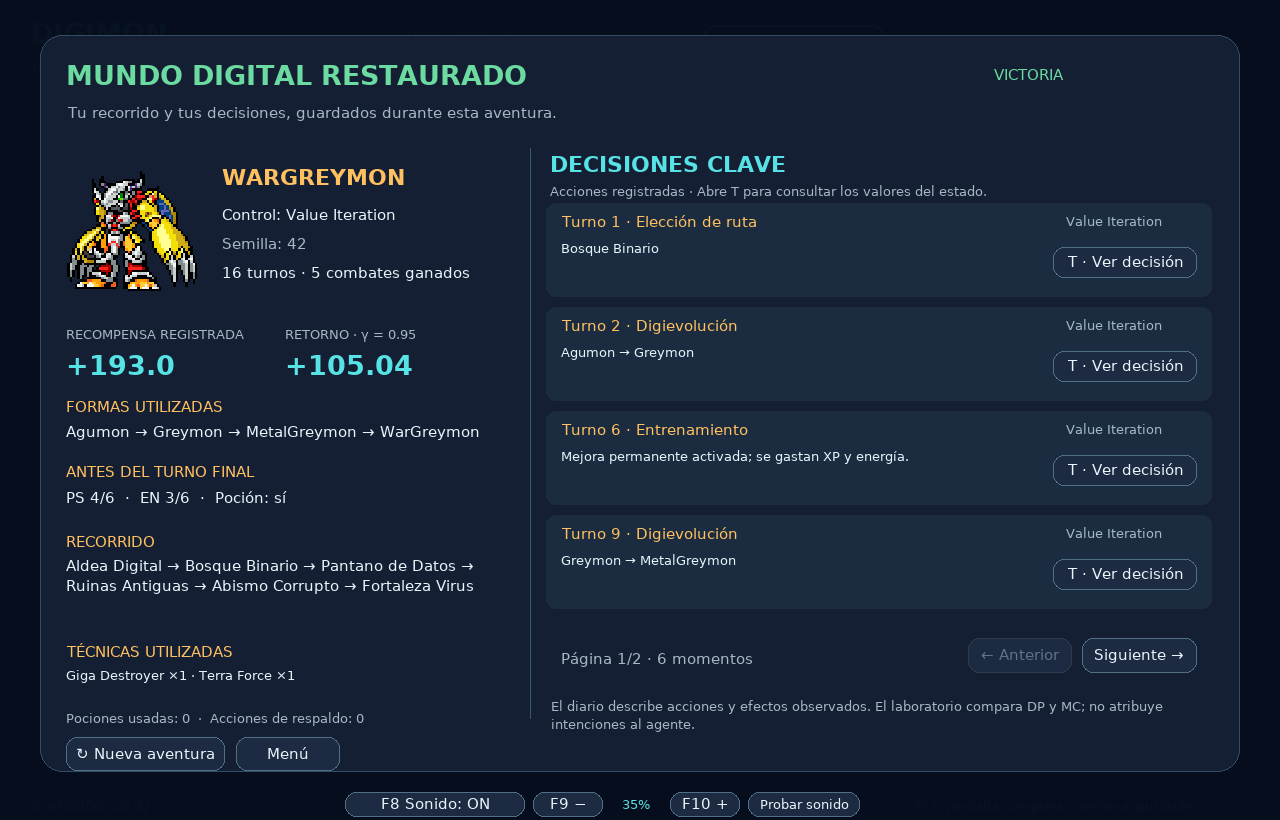 MUNDO DIGITAL RESTAURADO
VICTORIA
Tu recorrido y tus decisiones, guardados durante esta aventura.
WARGREYMON
Control: Value Iteration
Semilla: 42
16 turnos · 5 combates ganados
RECOMPENSA REGISTRADA
+193.0
RETORNO · γ = 0.95
+105.04
FORMAS UTILIZADAS
Agumon → Greymon → MetalGreymon → WarGreymon
ANTES DEL TURNO FINAL
PS 4/6 · EN 3/6 · Poción: sí
RECORRIDO
Aldea Digital → Bosque Binario → Pantano de Datos →
Ruinas Antiguas → Abismo Corrupto → Fortaleza Virus
TÉCNICAS UTILIZADAS
Giga Destroyer ×1 · Terra Force ×1
Pociones usadas: 0 · Acciones de respaldo: 0
↻ Nueva aventura
Menú
DECISIONES CLAVE
Acciones registradas · Abre T para consultar los valores del estado.
Turno 1 · Elección de ruta
Value Iteration
Bosque Binario
T · Ver decisión
Turno 2 · Digievolución
Value Iteration
Agumon → Greymon
T · Ver decisión
Turno 6 · Entrenamiento
Value Iteration
Mejora permanente activada; se gastan XP y energía.
T · Ver decisión
Turno 9 · Digievolución
Value Iteration
Greymon → MetalGreymon
T · Ver decisión
Página 1/2 · 6 momentos
← Anterior
Siguiente →
El diario describe acciones y efectos observados. El laboratorio compara DP y MC; no atribuye
intenciones al agente.
F8 Sonido: ON
F9 −
35%
F10 +
Probar sonido